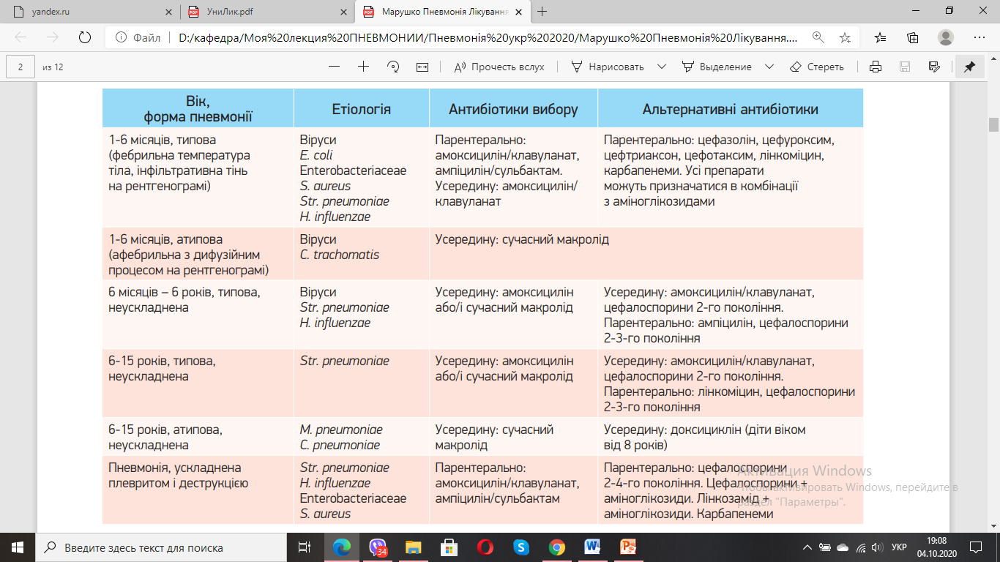 yandex.ru
УниЛик.pdf
Марушко Пневмонія Лікування
Файл
D:/кафедра/Моя%20лекция%20ПНЕВМОНИИ/Пневмонія%20укр%202020/Марушко%20Пневмонія%20Лікування....
2
из 12
Прочесть вслух
Нарисовать
Выделение
Стереть
Вік,
форма пневмонії
Етіологія
Антибіотики вибору
Альтернативні антибіотики
1-6 місяців, типова
(фебрильна температура
тіла, інфільтративна тінь
на рентгенограмі)
Віруси
E. coli
Enterobacteriaceae
S. aureus
Str. pneumoniae
H. influenzae
Парентерально:
амоксицилін/клавуланат,
ампіцилін/сульбактам.
Усередину: амоксицилін/
клавуланат
Парентерально: цефазолін, цефуроксим,
цефтриаксон, цефотаксим, лінкоміцин,
карбапенеми. Усі препарати
можуть призначатися в комбінації
з аміноглікозидами
1-6 місяців, атипова
(афебрильна з дифузійним
процесом на рентгенограмі)
Віруси
C. trachomatis
Усередину: сучасний макролід
6 місяців – 6 років, типова,
неускладнена
Віруси
Str. pneumoniae
H. influenzae
Усередину: амоксицилін
або/і сучасний макролід
Усередину: амоксицилін/клавуланат,
цефалоспорини 2-го покоління.
Парентерально: ампіцилін, цефалоспорини
2-3-го покоління
6-15 років, типова,
неускладнена
Str. pneumoniae
Усередину: амоксицилін
або/і сучасний макролід
Усередину: амоксицилін/клавуланат,
цефалоспорини 2-го покоління.
Парентерально: лінкоміцин, цефалоспорини
2-3-го покоління
6-15 років, атипова,
неускладнена
M. pneumoniae
C. pneumoniae
Усередину: сучасний
макролід
Усередину: доксициклін (діти віком
від 8 років)
Пневмонія, ускладнена
плевритом і деструкцією
Str. pneumoniae
H. influenzae
Enterobacteriaceae
S. aureus
Парентерально:
амоксицилін/клавуланат,
ампіцилін/сульбактам
Парентерально: цефалоспорини
2-4-го покоління. Цефалоспорини +
аміноглікозиди. Лінкозамід +
аміноглікозиди. Карбапенеми
Активация Windows
Чтобы активировать Windows, перейдите в
раздел "Параметры".
Введите здесь текст для поиска
34
УКР
19:08
04.10.2020